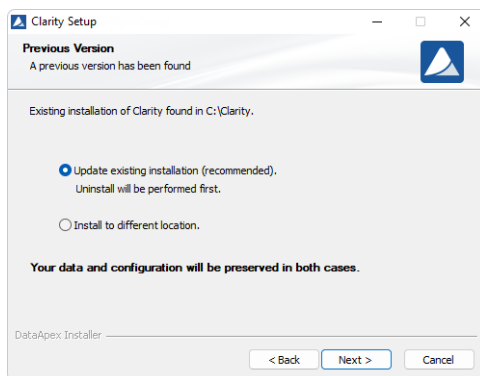 Clarity Setup
Previous Version
A previous version has been found
Existing installation of Clarity found in C:\Clarity.
Update existing installation (recommended).
Uninstall will be performed first.
Install to different location.
Your data and configuration will be preserved in both cases.
DataApex Installer
< Back
Next >
Cancel